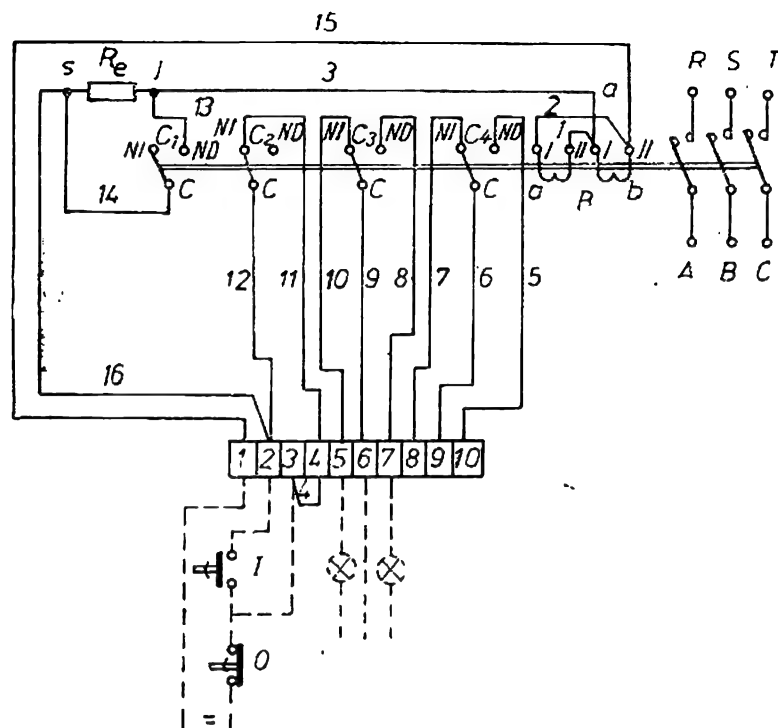 15
s Re 1 3 a R S T
13 2
NI C1 ND NI C2 ND NI C3 ND NI C4 ND I 1 II I II
14 C C C C a R b A B C
12 11 10 9 8 7 6 5
16
1 2 3 4 5 6 7 8 9 10
4
I
O
=